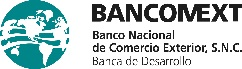 BANCOMEXT
Banco Nacional
de Comercio Exterior, S.N.C.
Banca de Desarrollo